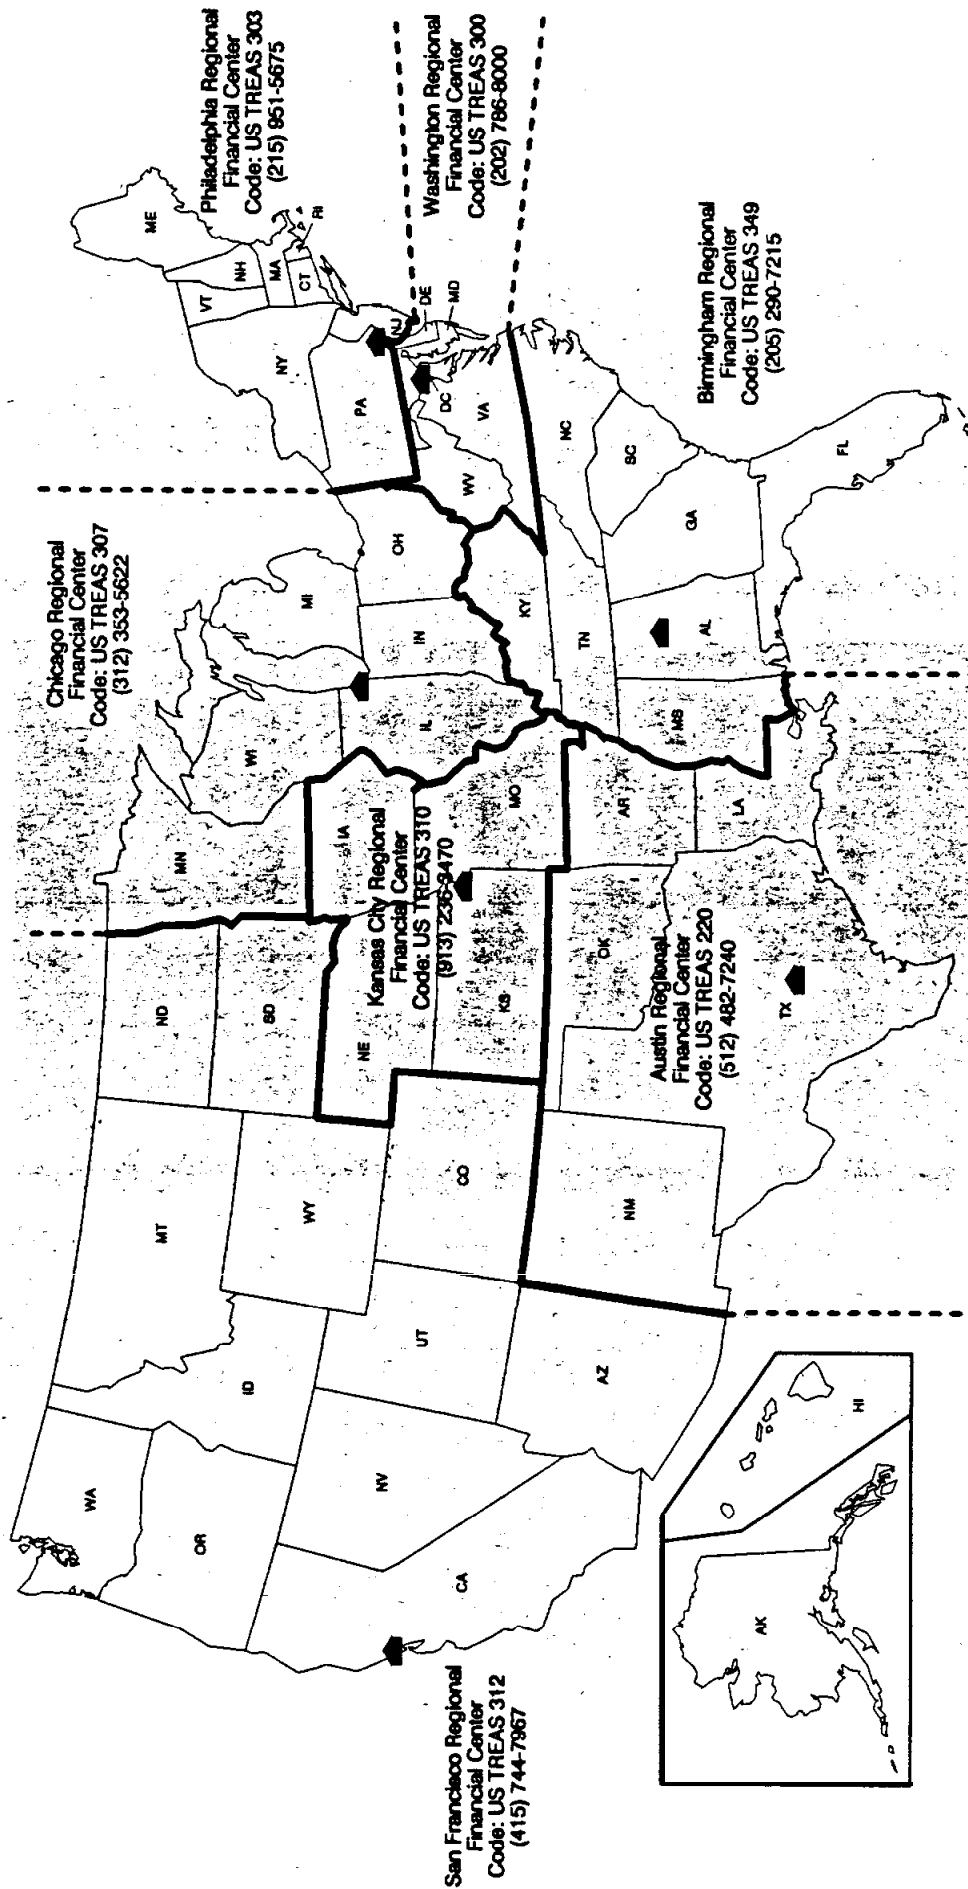 San Francisco Regional
Financial Center
Code: US TREAS 312
(415) 744-7967
Chicago Regional
Financial Center
Code: US TREAS 307
(312) 353-5622
Philadelphia Regional
Financial Center
Code: US TREAS 303
(215) 951-5675
Washington Regional
Financial Center
Code: US TREAS 300
(202) 786-8000
Birmingham Regional
Financial Center
Code: US TREAS 349
(205) 290-7215
Kansas City Regional
Financial Center
Code: US TREAS 310
(913) 236-3470
Austin Regional
Financial Center
Code: US TREAS 220
(512) 482-7240
WA
OR
CA
NV
ID
MT
WY
UT
AZ
CO
NM
ND
SD
NE
KS
OK
TX
MN
IA
MO
AR
LA
WI
IL
MS
MI
IN
KY
TN
AL
OH
WV
VA
NC
SC
GA
FL
PA
NY
VT
NH
ME
MA
CT
RI
NJ
DE
MD
DC
AK
HI